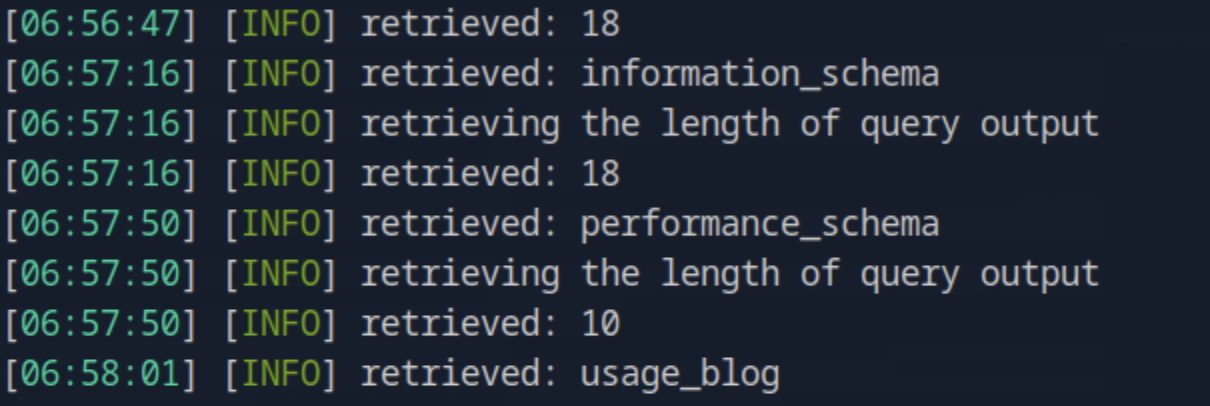 [06:56:47] [INFO] retrieved: 18
[06:57:16] [INFO] retrieved: information_schema
[06:57:16] [INFO] retrieving the length of query output
[06:57:16] [INFO] retrieved: 18
[06:57:50] [INFO] retrieved: performance_schema
[06:57:50] [INFO] retrieving the length of query output
[06:57:50] [INFO] retrieved: 10
[06:58:01] [INFO] retrieved: usage_blog